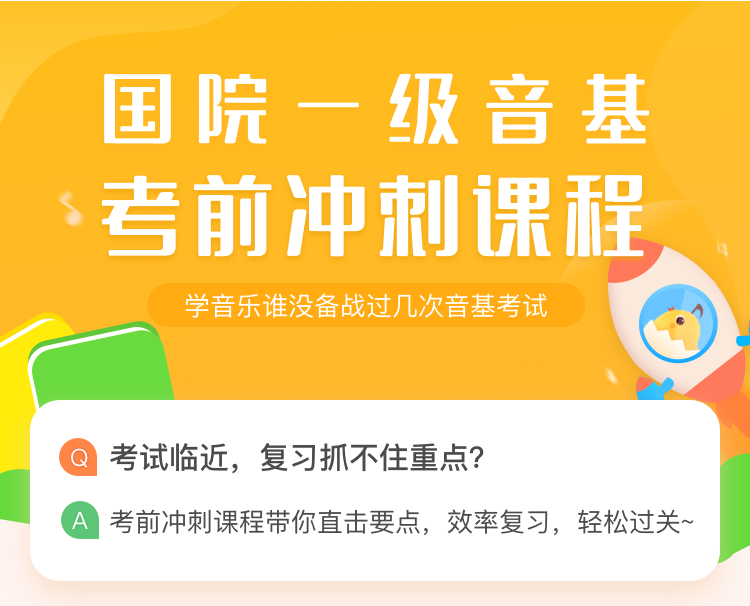 国院一级音基
考前冲刺课程
学音乐谁没备战过几次音基考试
Q 考试临近，复习抓不住重点?
A 考前冲刺课程带你直击要点，效率复习，轻松过关~